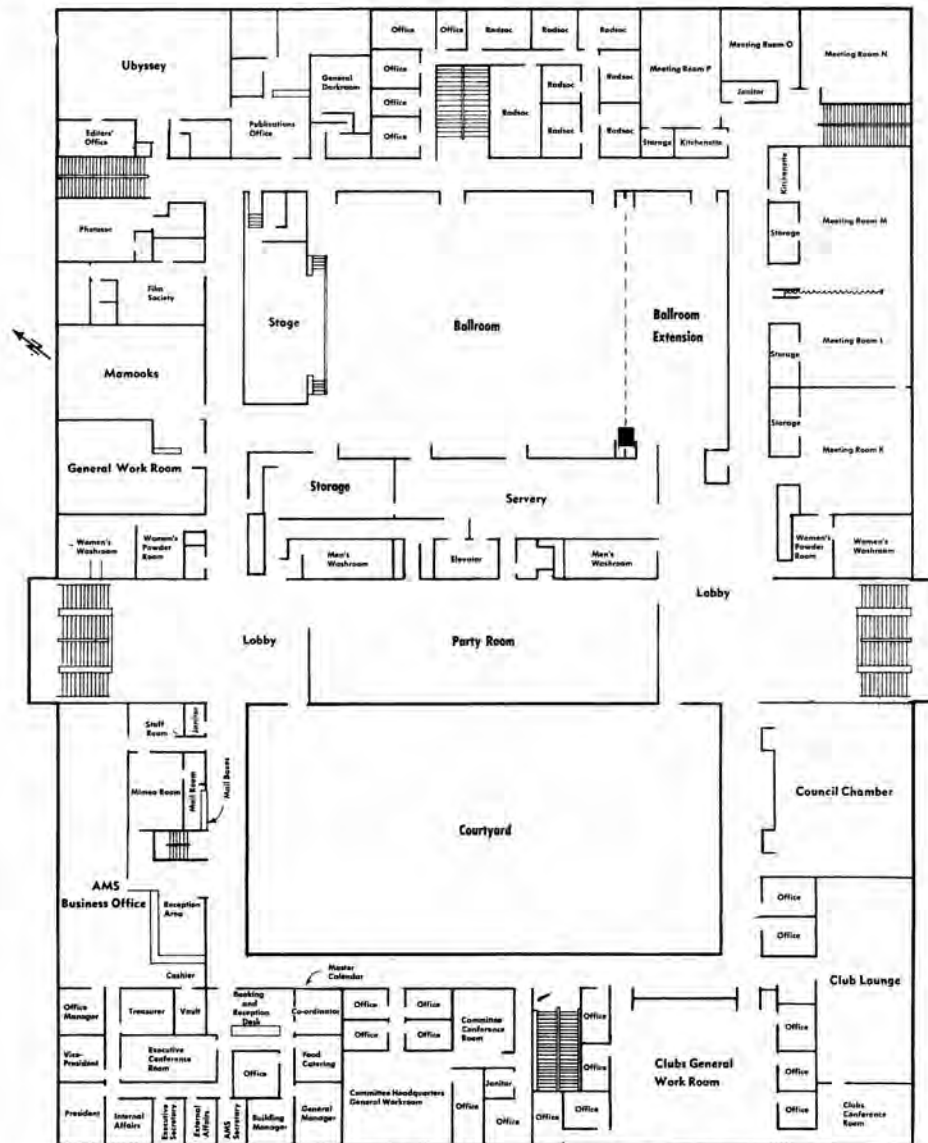 Office
Office
Radsoc
Radsoc
Radsoc
Meeting Room O
Meeting Room N
Ubyssey
General
Darkroom
Office
Meeting Room P
Radsoc
Radsoc
Janitor
Office
Radsoc
Editors'
Office
Publications
Office
Office
Radsoc
Radsoc
Storage
Kitchenette
Kitchenette
Photosoc
Storage
Meeting Room M
Film
Society
Stage
Ballroom
Ballroom
Extension
Storage
Meeting Room L
Mamooks
Storage
Meeting Room K
General Work Room
Storage
Servery
Women's
Washroom
Women's
Powder
Room
Men's
Washroom
Elevator
Men's
Washroom
Women's
Powder
Room
Women's
Washroom
Lobby
Lobby
Party Room
Staff
Room
Janitor
Mimeo Room
Mail Room
Mail Boxes
Council Chamber
Courtyard
AMS
Business Office
Reception
Area
Office
Office
Cashier
Master
Calendar
Club Lounge
Office
Manager
Treasurer
Vault
Booking
and
Reception
Desk
Co-ordinator
Office
Office
Committee
Conference
Room
Office
Office
Office
Office
Office
Vice-
President
Executive
Conference
Room
Office
Food
Catering
Office
Clubs General
Work Room
Office
President
Internal
Affairs
Executive
Secretary
External
Affairs
AMS
Secretary
Building
Manager
General
Manager
Committee Headquarters
General Workroom
Office
Janitor
Office
Office
Office
Office
Clubs
Conference
Room